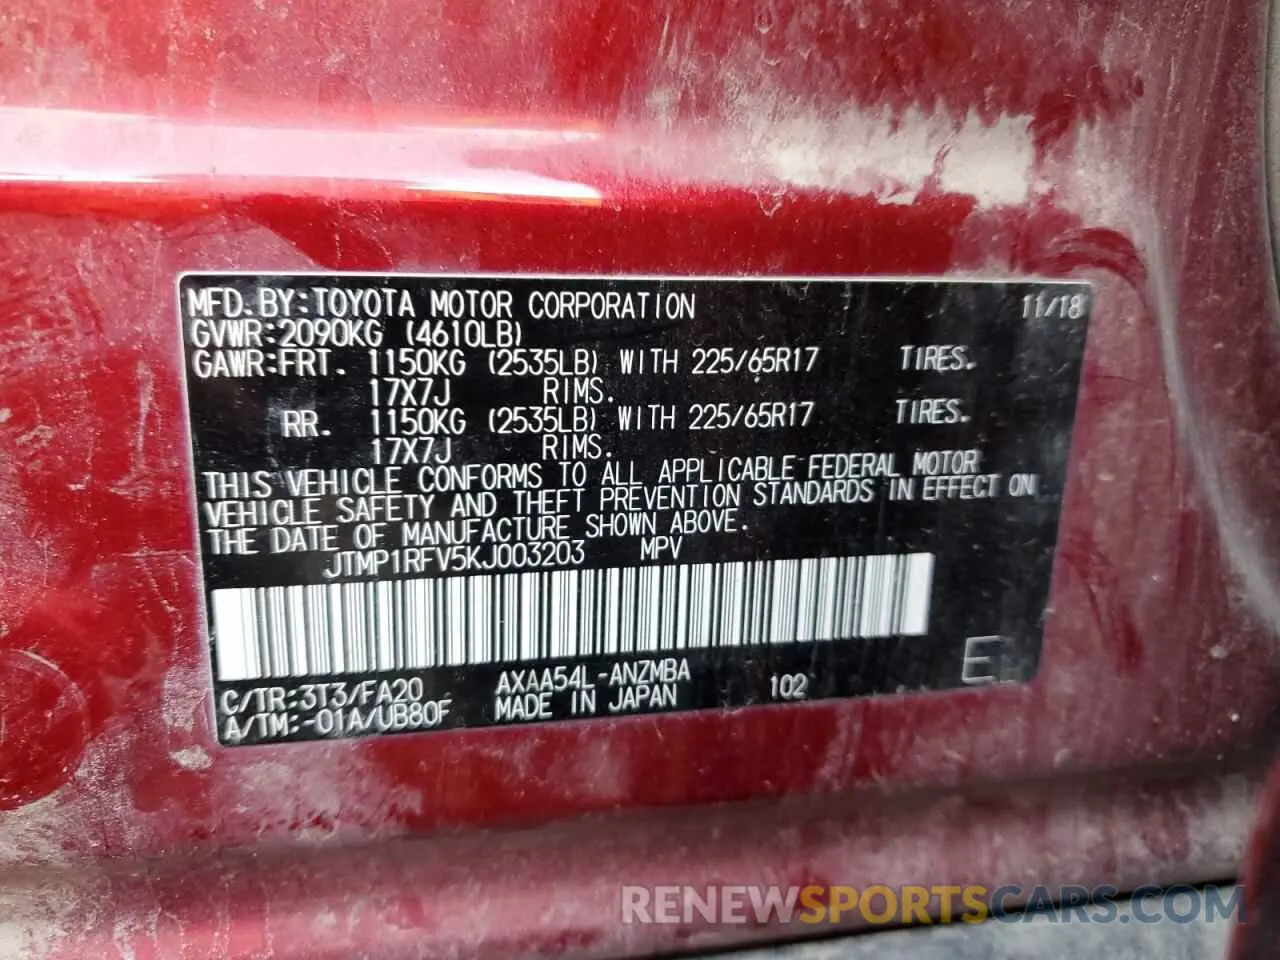 MFD.BY:TOYOTA MOTOR CORPORATION 11/18
GVWR:2090KG (4610LB)
GAWR:FRT. 1150KG (2535LB) WITH 225/65R17 TIRES.
17X7J RIMS.
RR. 1150KG (2535LB) WITH 225/65R17 TIRES.
17X7J RIMS.
THIS VEHICLE CONFORMS TO ALL APPLICABLE FEDERAL MOTOR
VEHICLE SAFETY AND THEFT PREVENTION STANDARDS IN EFFECT ON
THE DATE OF MANUFACTURE SHOWN ABOVE.
JTMP1RFV5KJ003203 MPV
C/TR:3T3/FA20 AXAA54L-ANZMBA 102 E
A/TM:-01A/UB80F MADE IN JAPAN
RENEWSPORTSCARS.COM